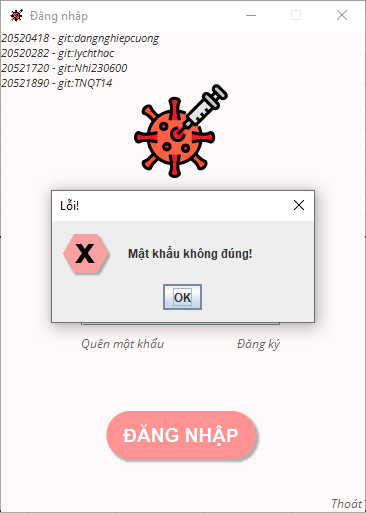 Đăng nhập
20520418 - git:dangnghiepcuong
20520282 - git:lychthac
20521720 - git:Nhi230600
20521890 - git:TNQT14
Lỗi!
X
Mật khẩu không đúng!
OK
Quên mật khẩu
Đăng ký
ĐĂNG NHẬP
Thoát